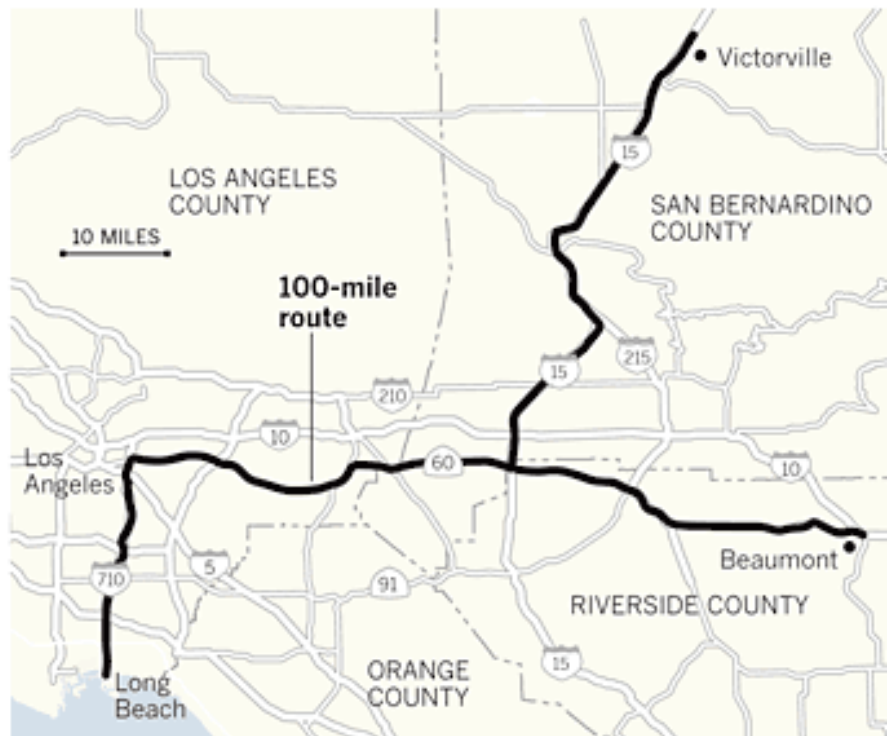 Victorville
15
LOS ANGELES
COUNTY
SAN BERNARDINO
COUNTY
10 MILES
100-mile
route
15
215
210
10
Los
Angeles
60
10
710
5
91
Beaumont
RIVERSIDE COUNTY
15
ORANGE
COUNTY
Long
Beach